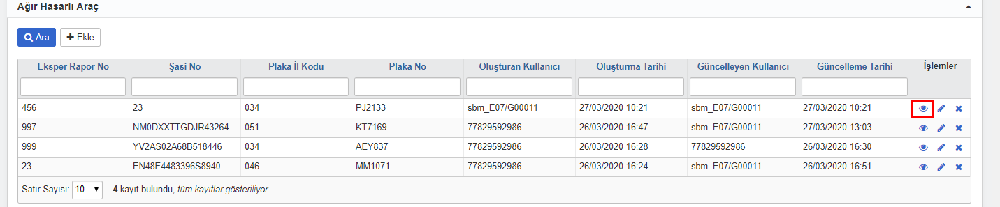 Ağır Hasarlı Araç
Ara Ekle
Eksper Rapor No Şasi No Plaka İl Kodu Plaka No Oluşturan Kullanıcı Oluşturma Tarihi Güncelleyen Kullanıcı Güncelleme Tarihi İşlemler
456 23 034 PJ2133 sbm_E07/G00011 27/03/2020 10:21 sbm_E07/G00011 27/03/2020 10:21
997 NM0DXXTTGDJR43264 051 KT7169 77829592986 26/03/2020 16:47 sbm_E07/G00011 27/03/2020 13:03
999 YV2AS02A68B518446 034 AEY837 77829592986 26/03/2020 16:28 77829592986 26/03/2020 16:30
23 EN48E4483396S8940 046 MM1071 77829592986 26/03/2020 16:24 sbm_E07/G00011 26/03/2020 16:51
Satır Sayısı: 10 4 kayıt bulundu, tüm kayıtlar gösteriliyor.